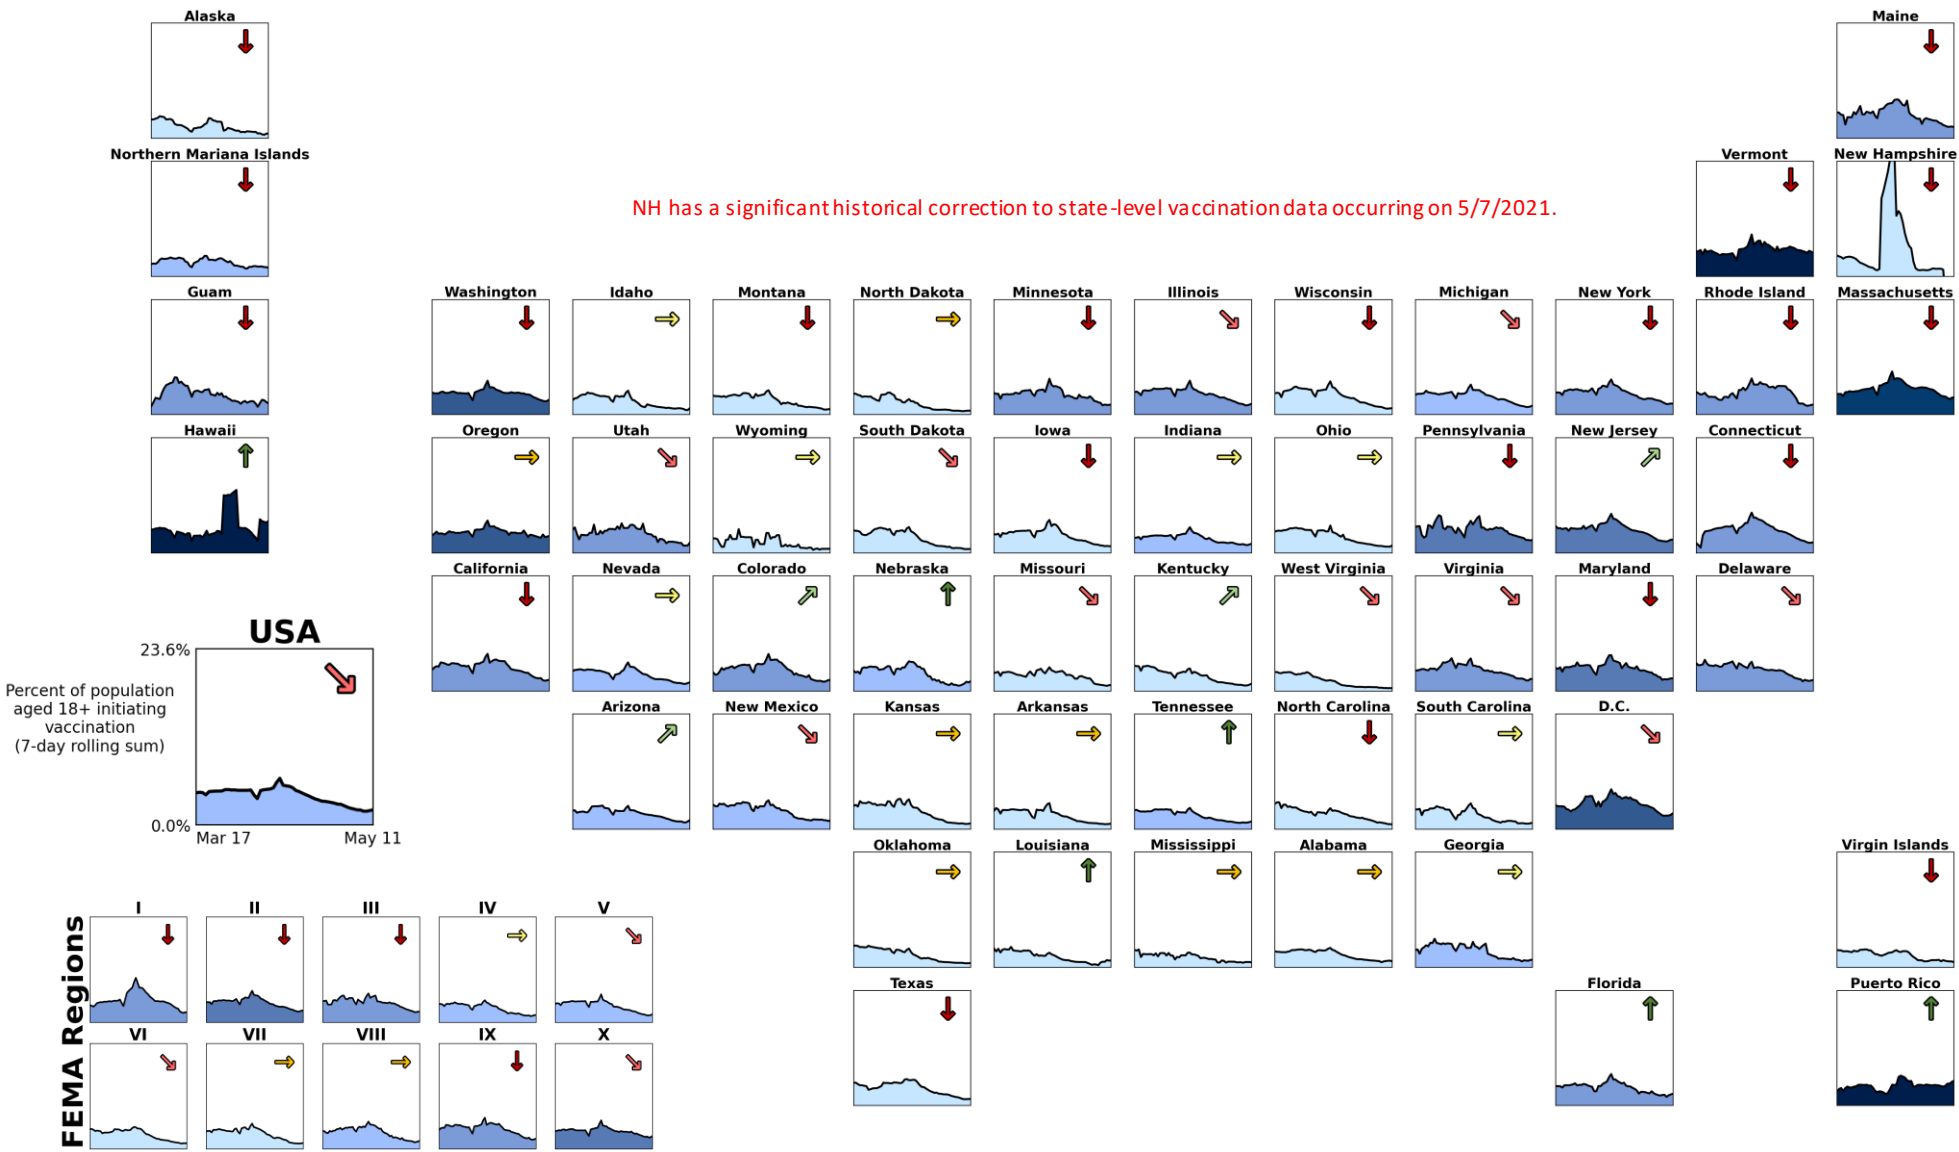 Alaska
Maine
Northern Mariana Islands
Vermont
New Hampshire
NH has a significant historical correction to state-level vaccination data occurring on 5/7/2021.
Guam
Washington
Idaho
Montana
North Dakota
Minnesota
Illinois
Wisconsin
Michigan
New York
Rhode Island
Massachusetts
Hawaii
Oregon
Utah
Wyoming
South Dakota
Iowa
Indiana
Ohio
Pennsylvania
New Jersey
Connecticut
California
Nevada
Colorado
Nebraska
Missouri
Kentucky
West Virginia
Virginia
Maryland
Delaware
USA
23.6%
Percent of population
aged 18+ initiating
vaccination
(7-day rolling sum)
0.0%
Mar 17
May 11
Arizona
New Mexico
Kansas
Arkansas
Tennessee
North Carolina
South Carolina
D.C.
Oklahoma
Louisiana
Mississippi
Alabama
Georgia
Virgin Islands
FEMA Regions
I
II
III
IV
V
VI
VII
VIII
IX
X
Texas
Florida
Puerto Rico